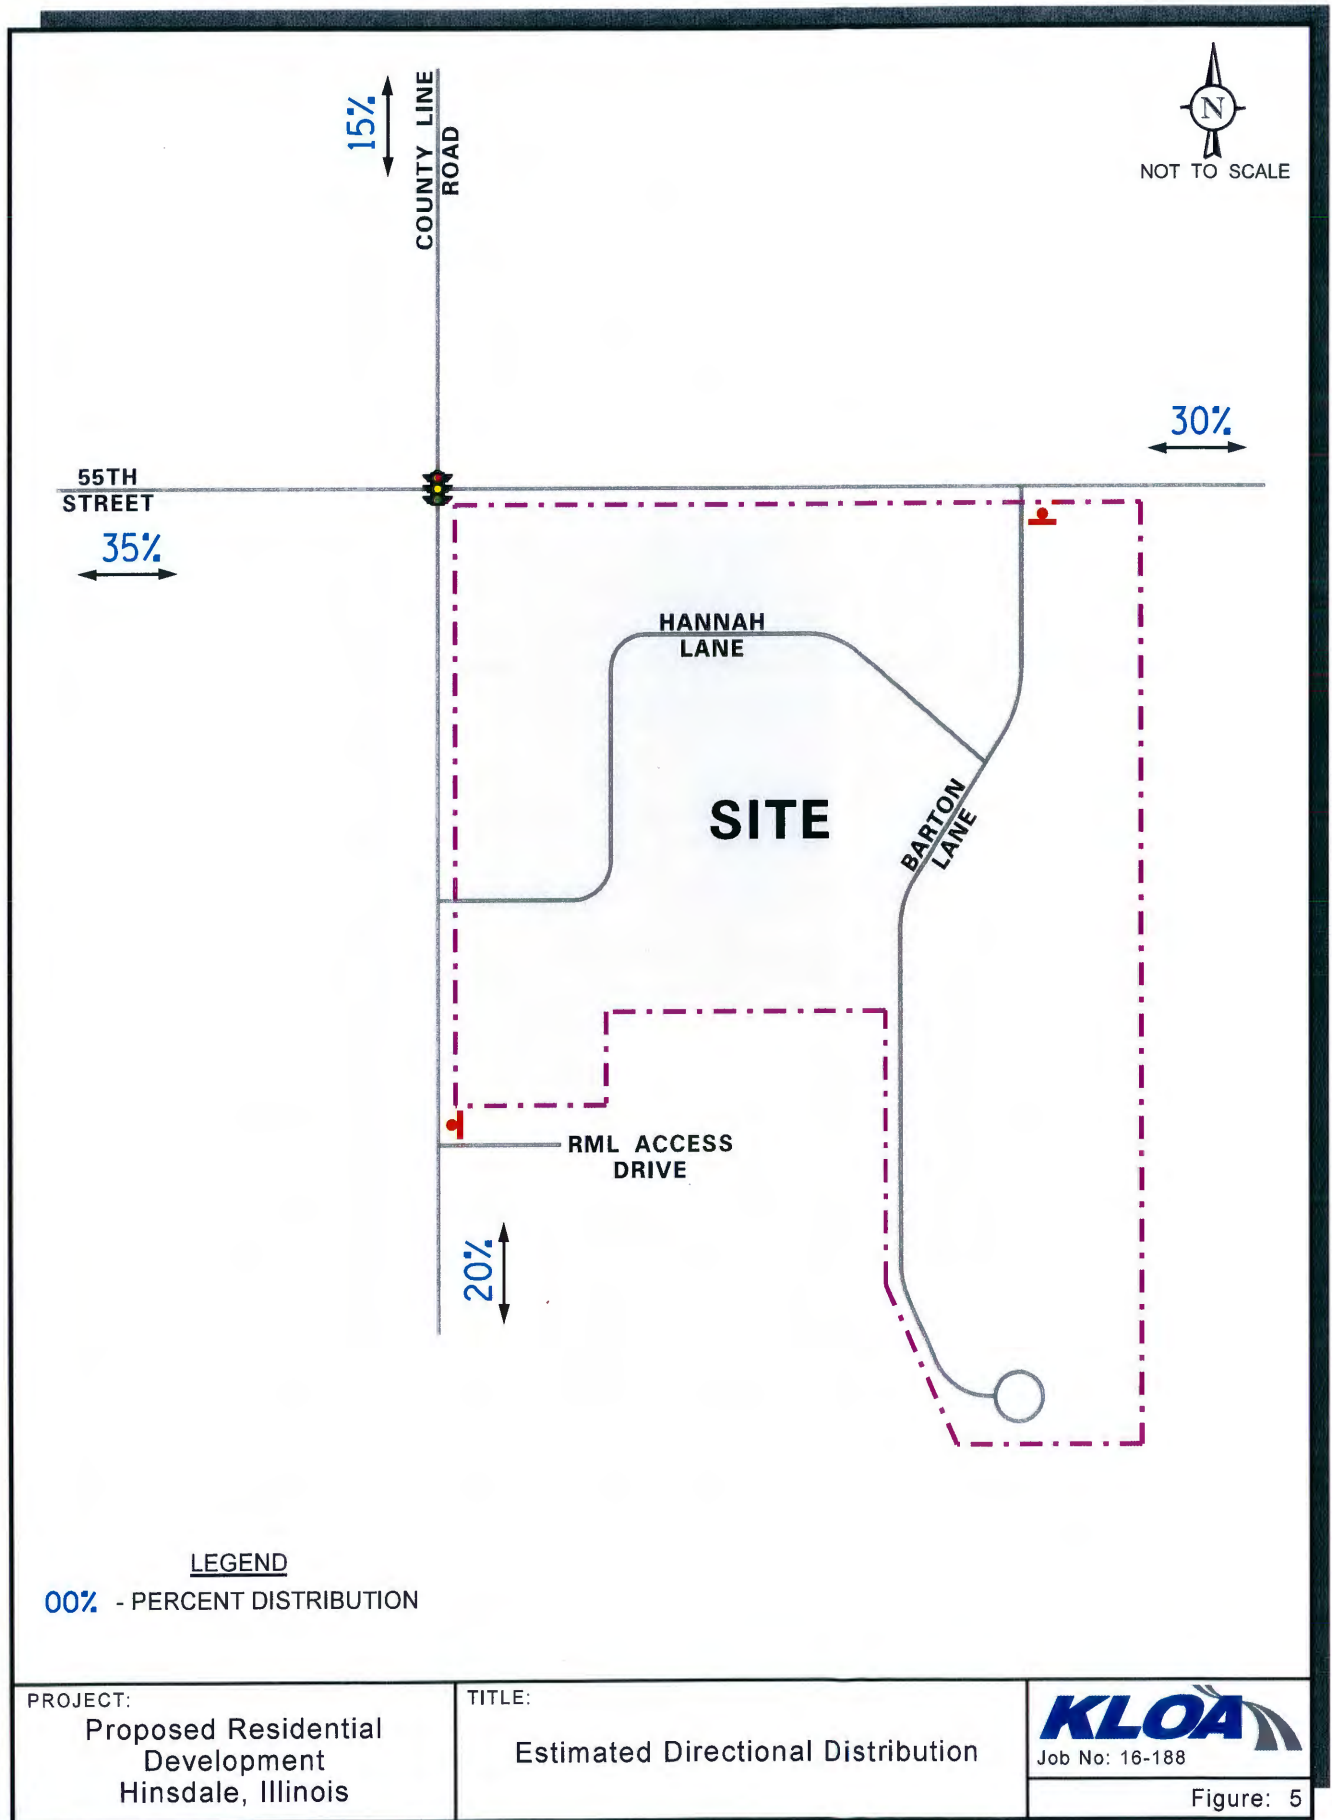 15%
COUNTY LINE
ROAD
N
NOT TO SCALE
30%
55TH
STREET
35%
HANNAH
LANE
SITE
BARTON
LANE
RML ACCESS
DRIVE
20%
LEGEND
00% - PERCENT DISTRIBUTION
PROJECT:
Proposed Residential
Development
Hinsdale, Illinois
TITLE:
Estimated Directional Distribution
KLOA
Job No: 16-188
Figure: 5